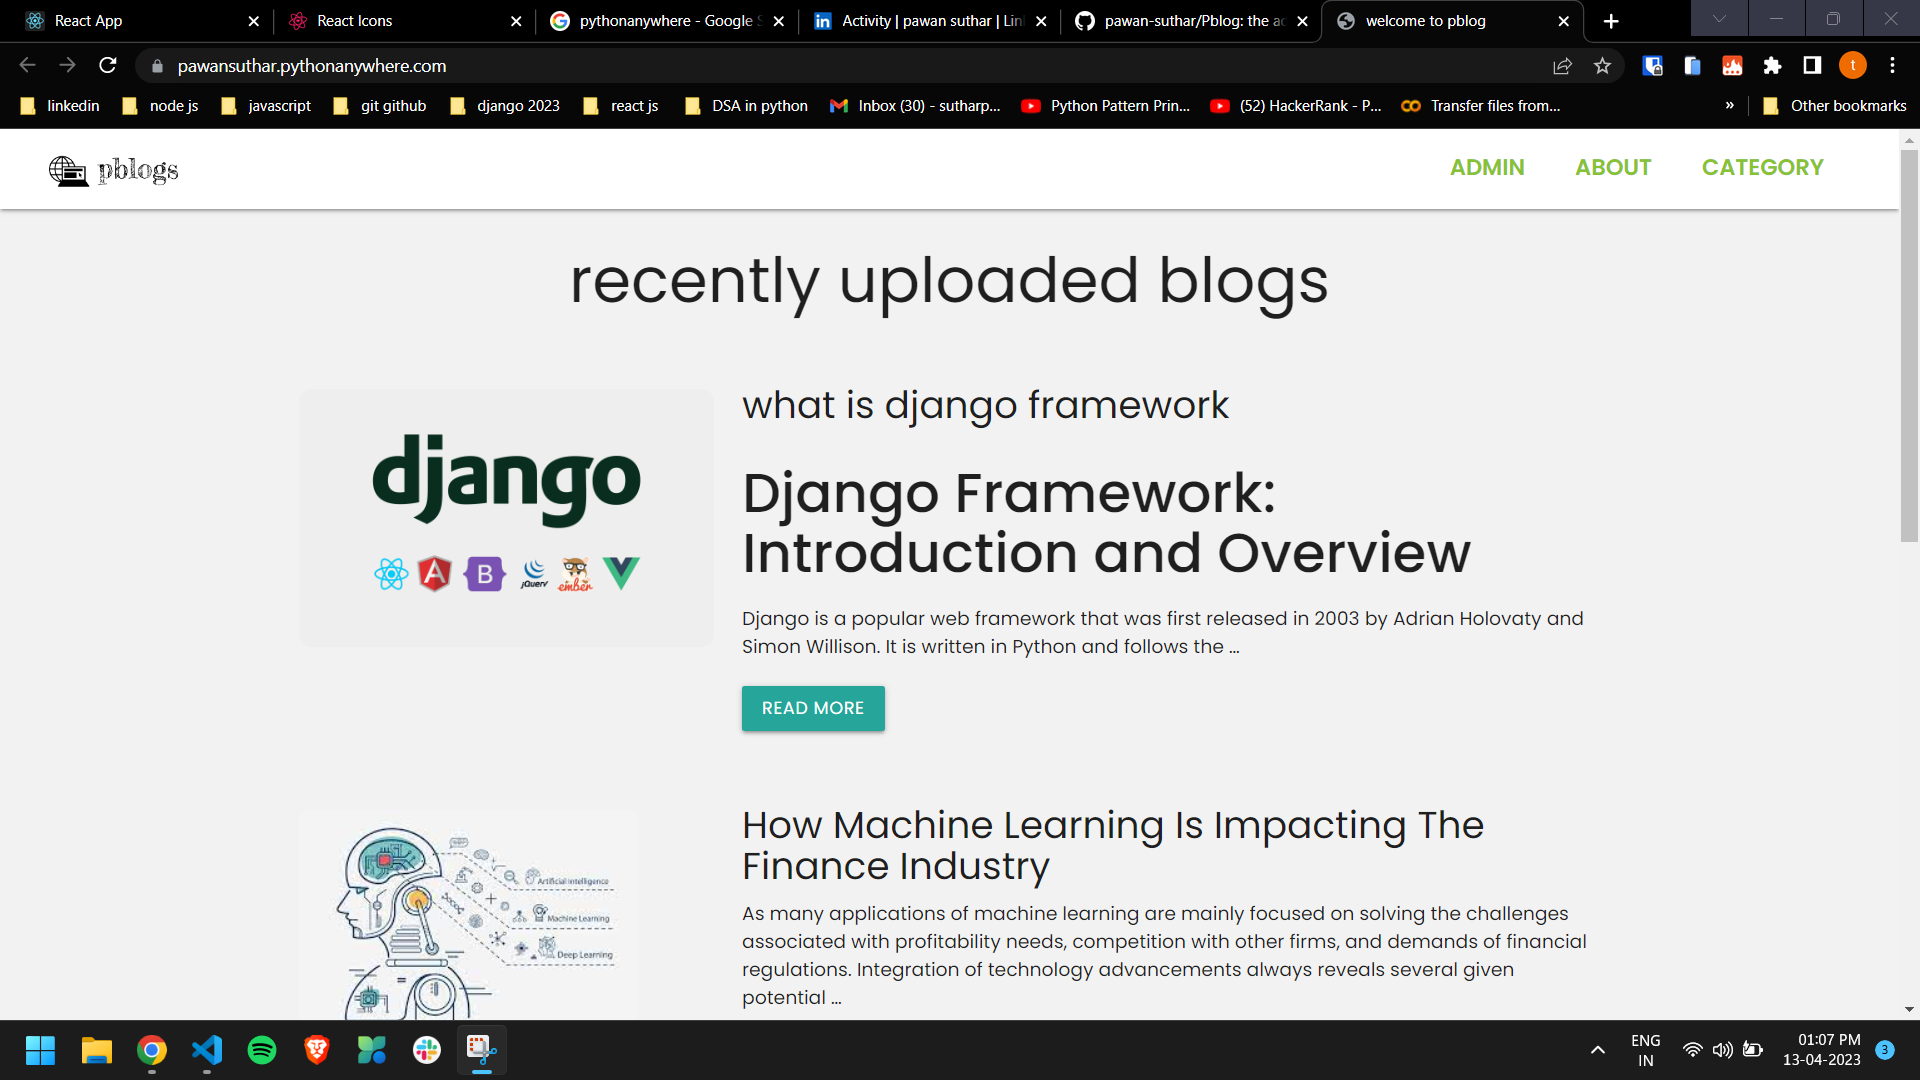 React App
React Icons
pythonanywhere - Google S
Activity | pawan suthar | Lin
pawan-suthar/Pblog: the ad
welcome to pblog
pawansuthar.pythonanywhere.com
t
linkedin
node js
javascript
git github
django 2023
react js
DSA in python
Inbox (30) - sutharp...
Python Pattern Prin...
(52) HackerRank - P...
Transfer files from...
»
Other bookmarks
pblogs
ADMIN
ABOUT
CATEGORY
recently uploaded blogs
django
B
jQuery
ember
what is django framework
Django Framework:
Introduction and Overview
Django is a popular web framework that was first released in 2003 by Adrian Holovaty and
Simon Willison. It is written in Python and follows the ...
READ MORE
Artificial Intelligence
Machine Learning
Deep Learning
How Machine Learning Is Impacting The
Finance Industry
As many applications of machine learning are mainly focused on solving the challenges
associated with profitability needs, competition with other firms, and demands of financial
regulations. Integration of technology advancements always reveals several given
potential ...
ENG
IN
01:07 PM
13-04-2023
3